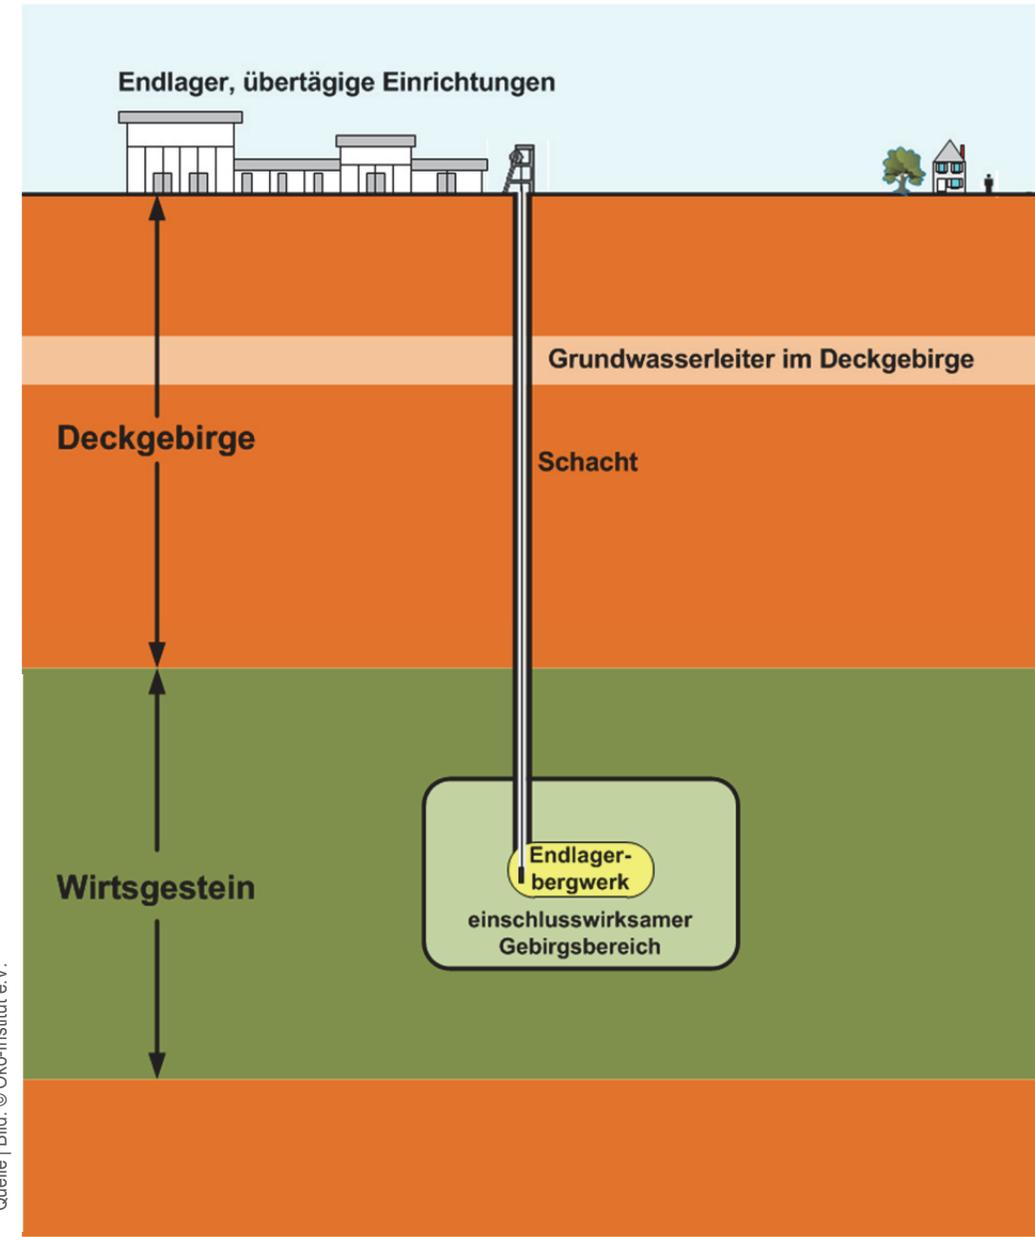 Endlager, übertägige Einrichtungen
Grundwasserleiter im Deckgebirge
Deckgebirge
Schacht
Endlager-
bergwerk
Wirtsgestein
einschlusswirksamer
Gebirgsbereich
Quelle | Bild: © Öko-Institut e.V.